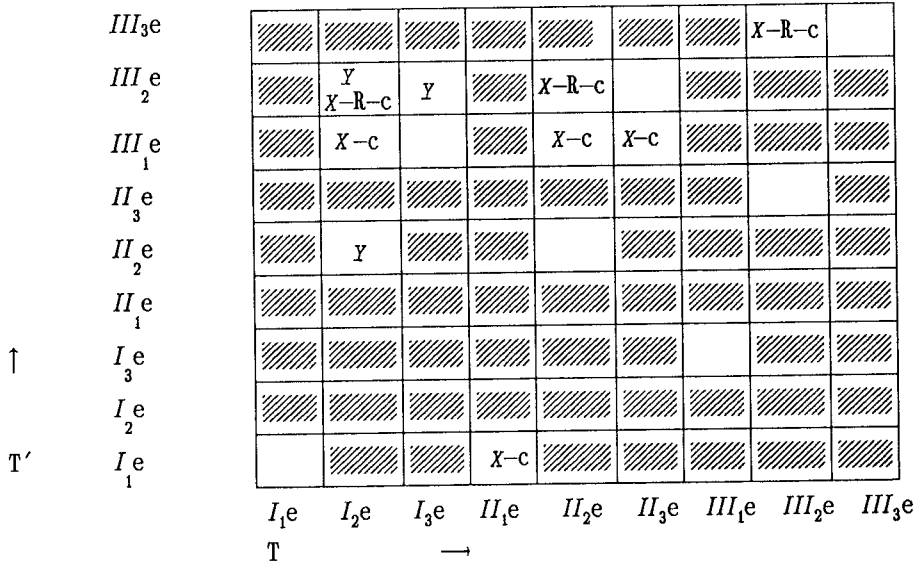 III₃e X–R–c
III₂e Y X–R–c Y X–R–c
III₁e X–c X–c X–c
II₃e
II₂e Y
II₁e
I₃e
↑
I₂e
T′ I₁e X–c
I₁e I₂e I₃e II₁e II₂e II₃e III₁e III₂e III₃e
T →